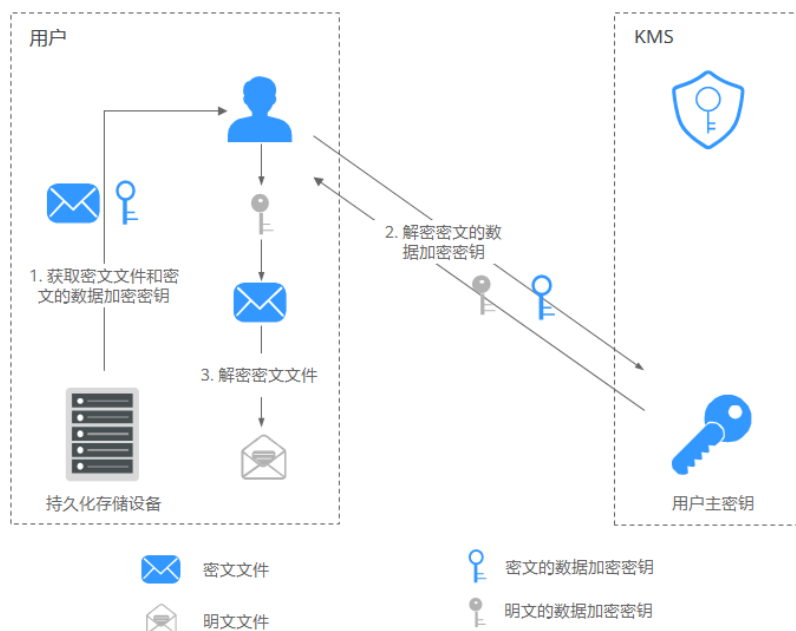 用户
KMS
2. 解密密文的数
据加密密钥
1. 获取密文文件和密
文的数据加密密钥
3. 解密密文文件
持久化存储设备
用户主密钥
密文文件
密文的数据加密密钥
明文文件
明文的数据加密密钥